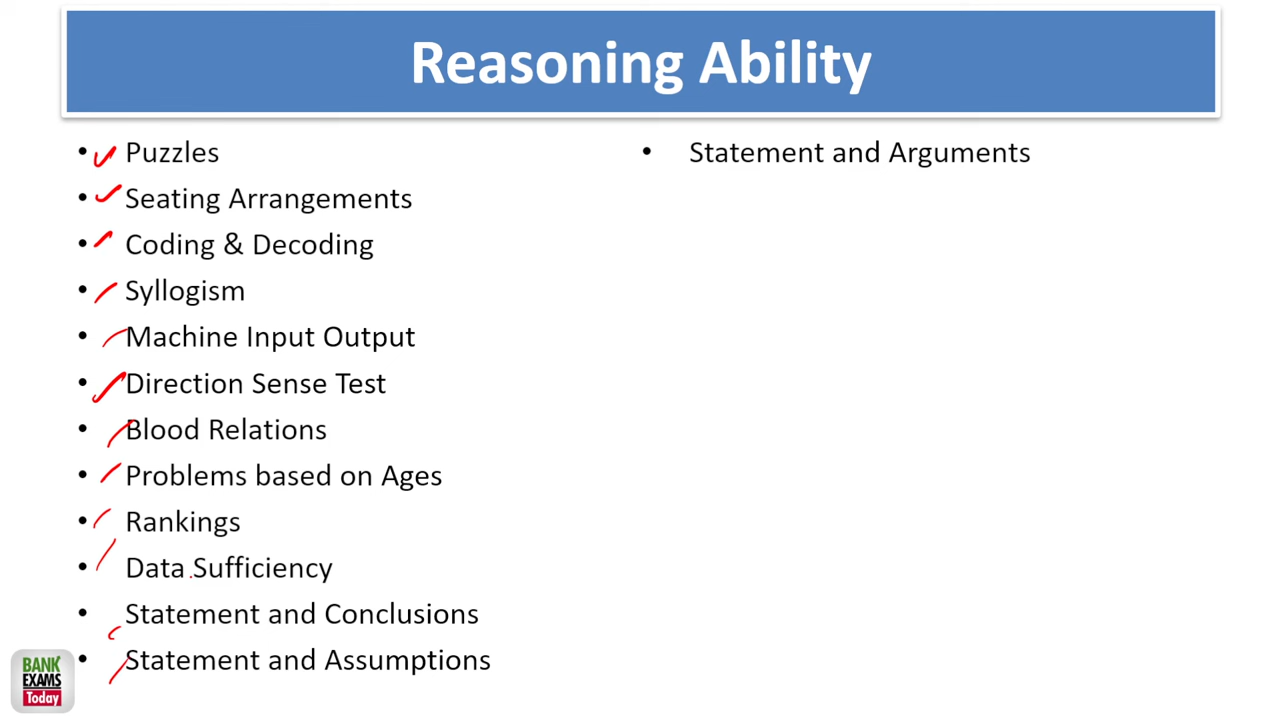 Reasoning Ability
• Puzzles
• Seating Arrangements
• Coding & Decoding
• Syllogism
• Machine Input Output
• Direction Sense Test
• Blood Relations
• Problems based on Ages
• Rankings
• Data Sufficiency
• Statement and Conclusions
• Statement and Assumptions
• Statement and Arguments
BANK
EXAMS
Today